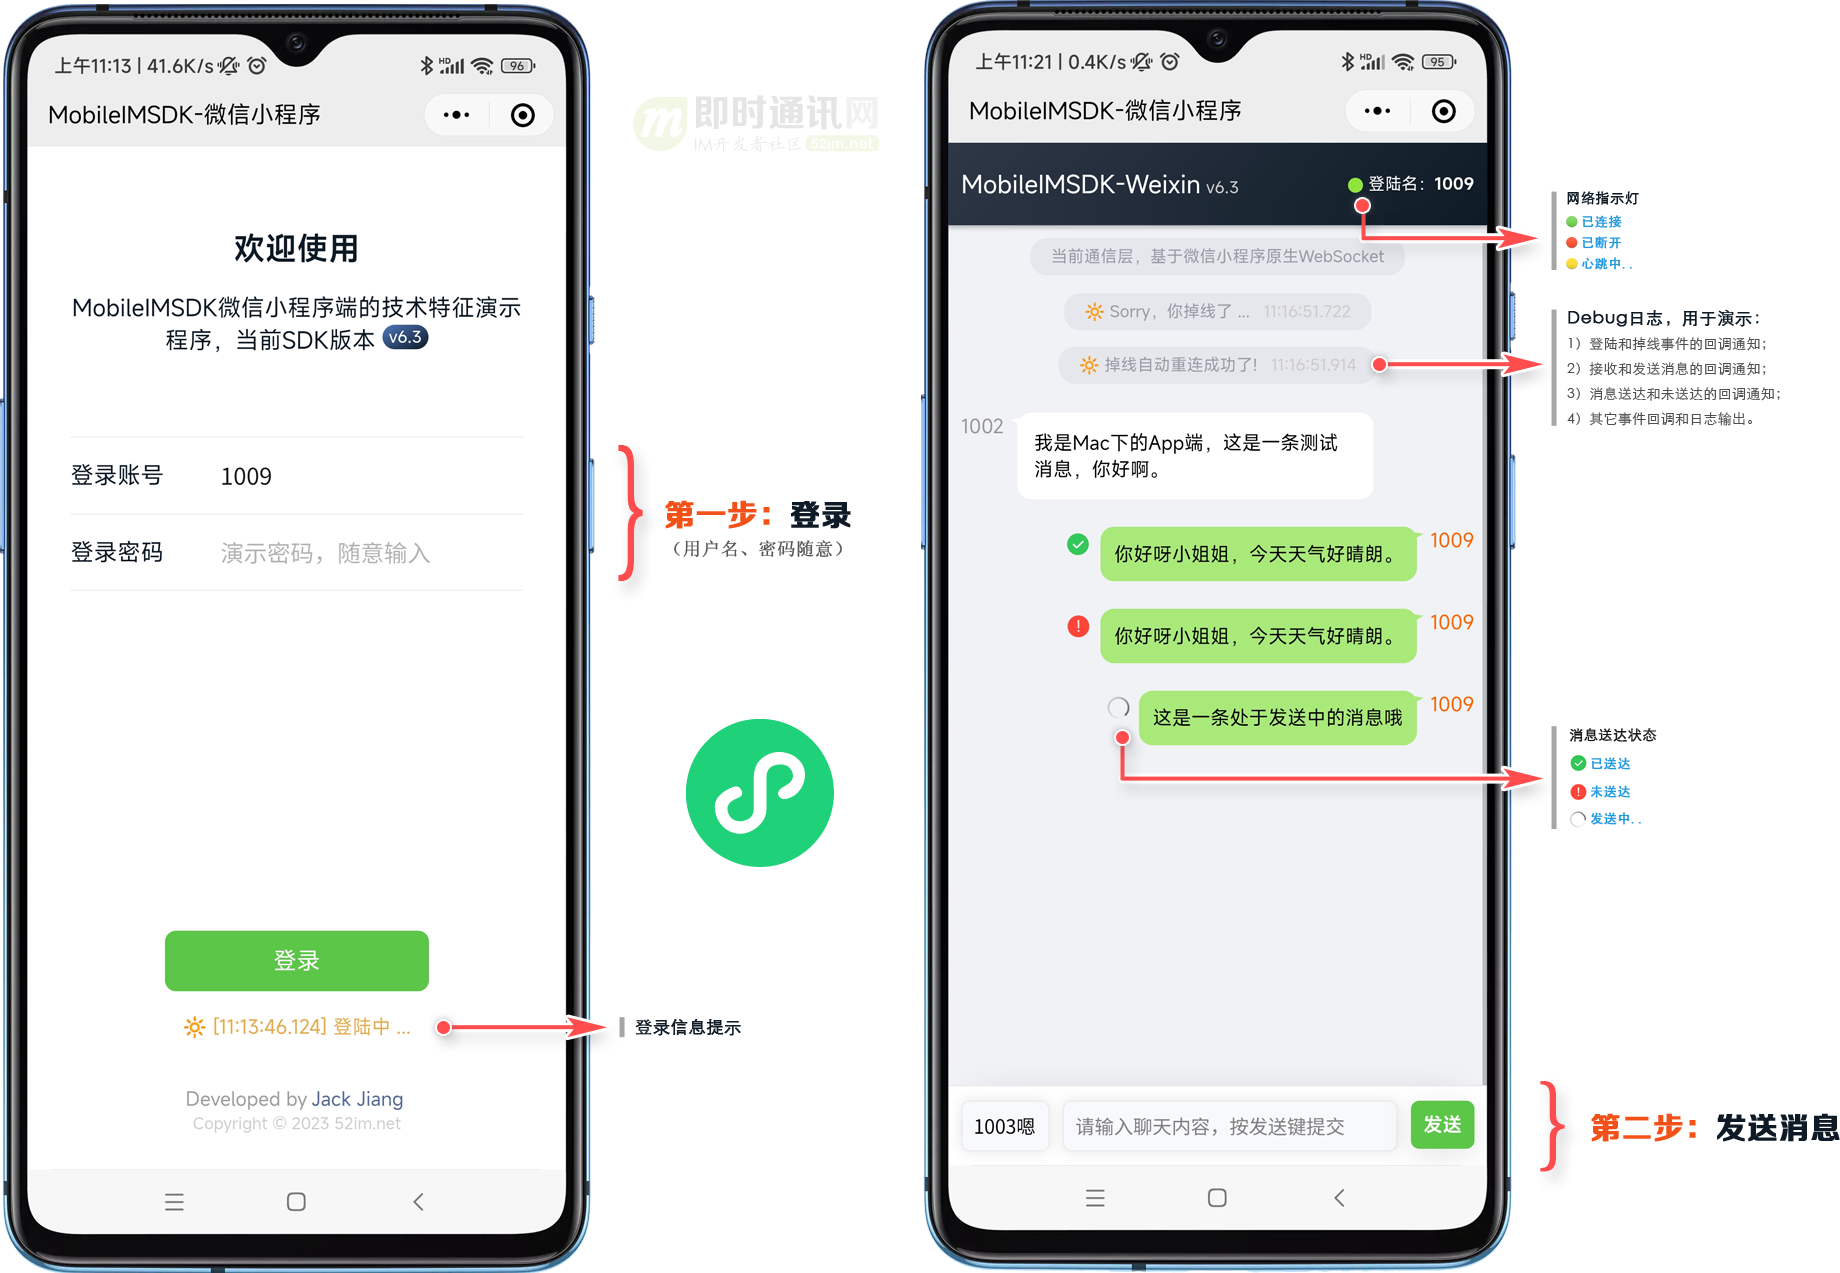 上午11:13 | 41.6K/s
HD
96
MobileIMSDK-微信小程序
欢迎使用
MobileIMSDK微信小程序端的技术特征演示
程序，当前SDK版本 v6.3
登录账号 1009
登录密码 演示密码，随意输入
登录
[11:13:46.124] 登陆中 ...
Developed by Jack Jiang
Copyright © 2023 52im.net
m 即时通讯网
IM开发者社区 52im.net
第一步：登录
（用户名、密码随意）
登录信息提示
上午11:21 | 0.4K/s
HD
95
MobileIMSDK-微信小程序
MobileIMSDK-Weixin v6.3
登陆名：1009
当前通信层，基于微信小程序原生WebSocket
Sorry，你掉线了 ... 11:16:51.722
掉线自动重连成功了! 11:16:51.914
1002
我是Mac下的App端，这是一条测试
消息，你好啊。
你好呀小姐姐，今天天气好晴朗。
1009
你好呀小姐姐，今天天气好晴朗。
1009
这是一条处于发送中的消息哦
1009
1003嗯
请输入聊天内容，按发送键提交
发送
网络指示灯
已连接
已断开
心跳中..
Debug日志，用于演示：
1）登陆和掉线事件的回调通知；
2）接收和发送消息的回调通知；
3）消息送达和未送达的回调通知；
4）其它事件回调和日志输出。
消息送达状态
已送达
未送达
发送中..
第二步：发送消息